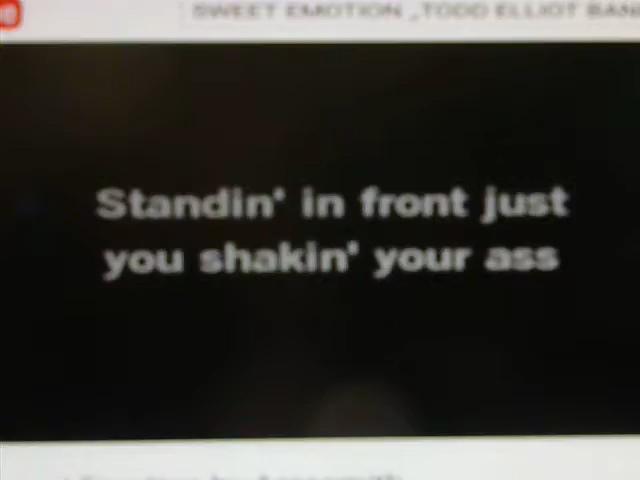 SWEET EMOTION ,TODD ELLIOT BAN
Standin' in front just
you shakin' your ass